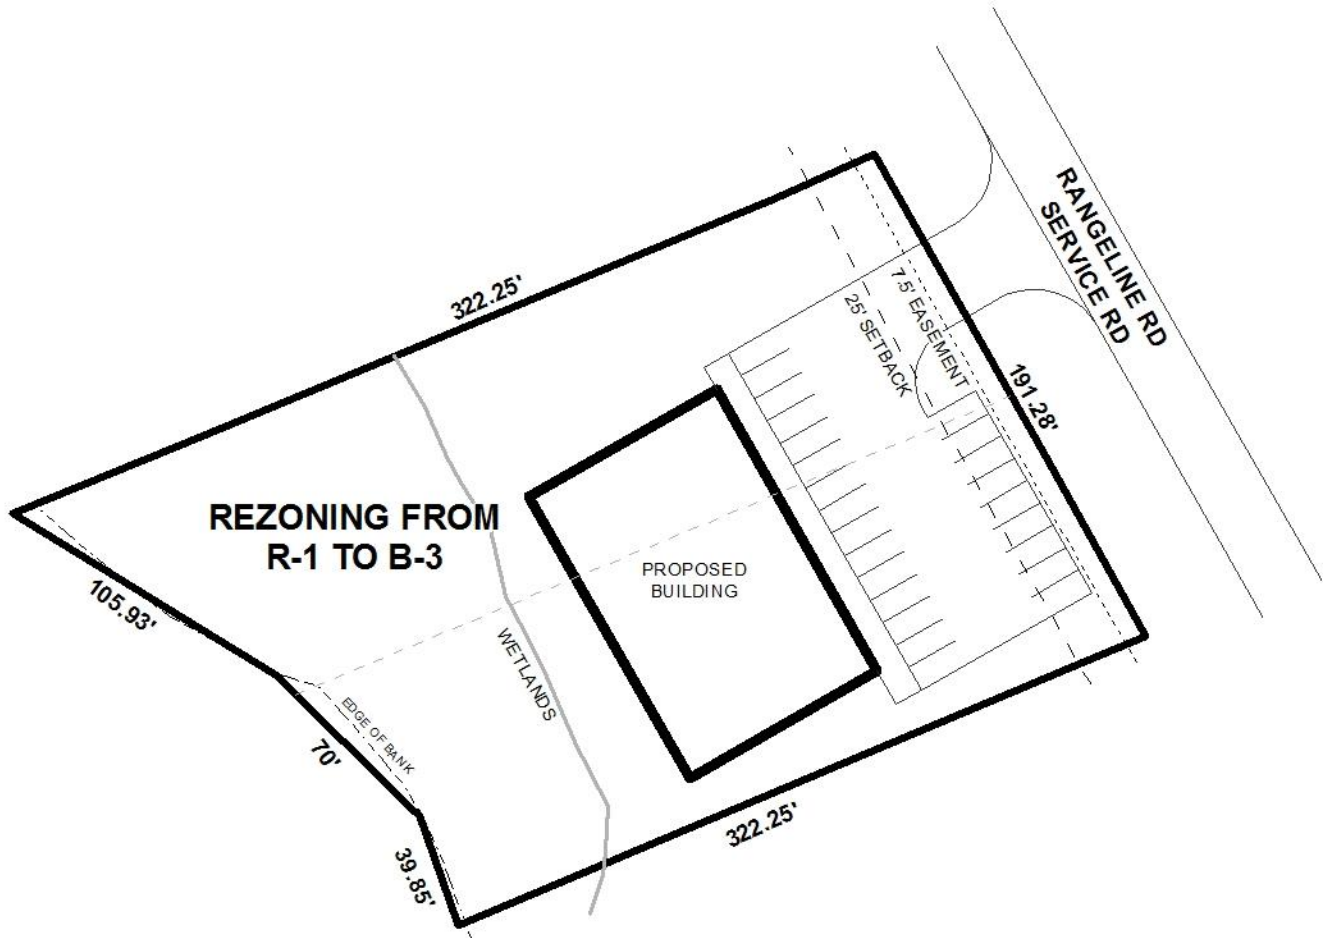 RANGELINE RD
SERVICE RD
322.25'
7.5' EASEMENT
25' SETBACK
191.28'
REZONING FROM
R-1 TO B-3
PROPOSED
BUILDING
105.93'
WETLANDS
EDGE OF BANK
70'
322.25'
39.85'